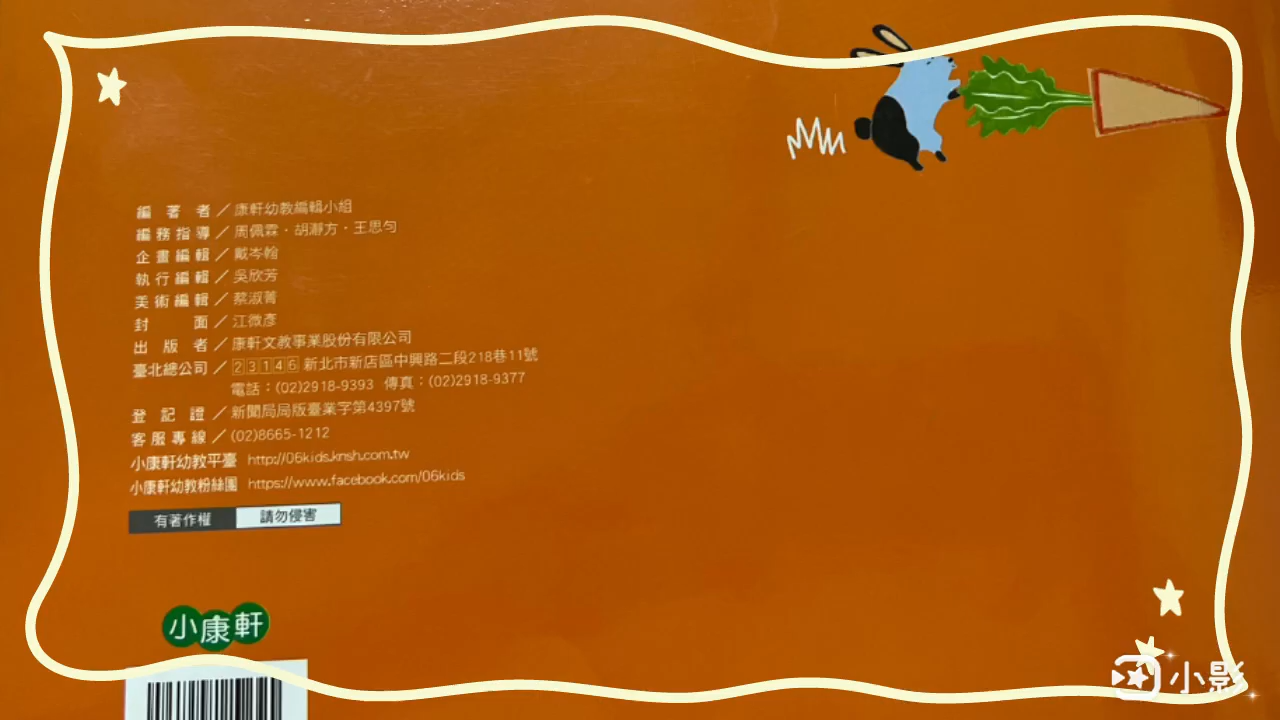 編著者／康軒幼教編輯小組
編務指導／周佩霖·胡瀞方·王思勻
企畫編輯／戴岑翰
執行編輯／吳欣芳
美術編輯／蔡淑菁
封面／江微彥
出版者／康軒文教事業股份有限公司
臺北總公司／23146 新北市新店區中興路二段218巷11號
電話：(02)2918-9393 傳真：(02)2918-9377
登記證／新聞局局版臺業字第4397號
客服專線／(02)8665-1212
小康軒幼教平臺 http://06kids.knsh.com.tw
小康軒幼教粉絲團 https://www.facebook.com/06kids
有著作權 請勿侵害
小康軒
小影